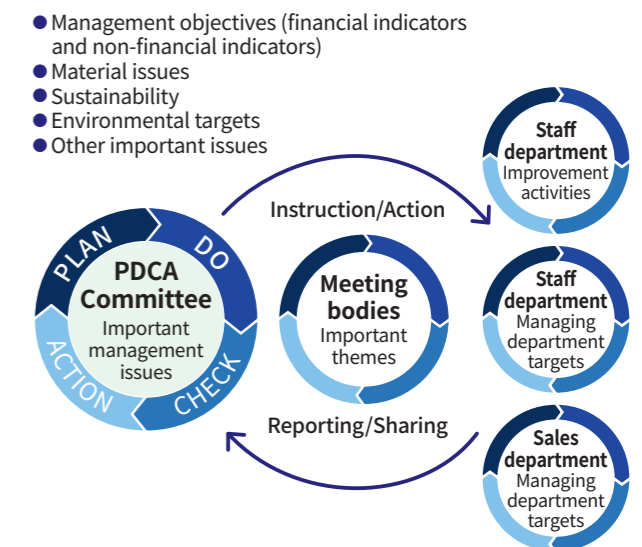 ● Management objectives (financial indicators
and non-financial indicators)
● Material issues
● Sustainability
● Environmental targets
● Other important issues
Instruction/Action
PLAN
DO
CHECK
ACTION
PDCA
Committee
Important
management
issues
Meeting
bodies
Important
themes
Reporting/Sharing
Staff
department
Improvement
activities
Staff
department
Managing
department
targets
Sales
department
Managing
department
targets